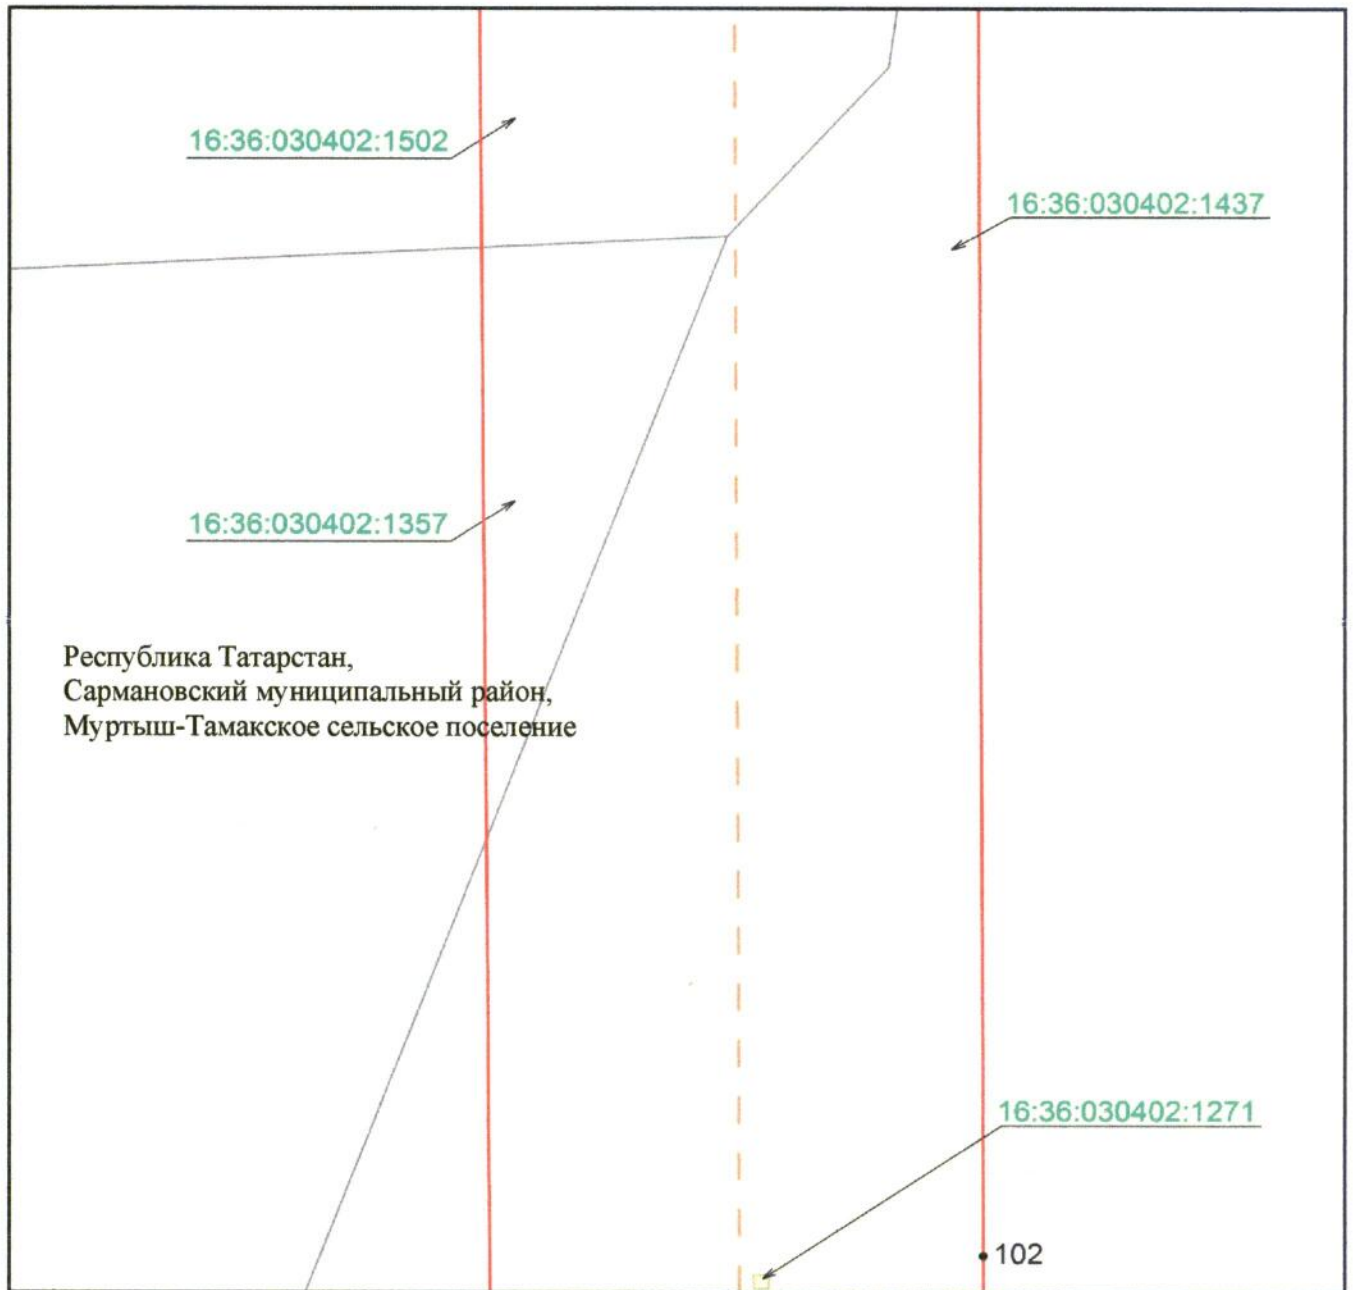 16:36:030402:1502
16:36:030402:1437
16:36:030402:1357
Республика Татарстан,
Сармановский муниципальный район,
Муртыш-Тамакское сельское поселение
16:36:030402:1271
102